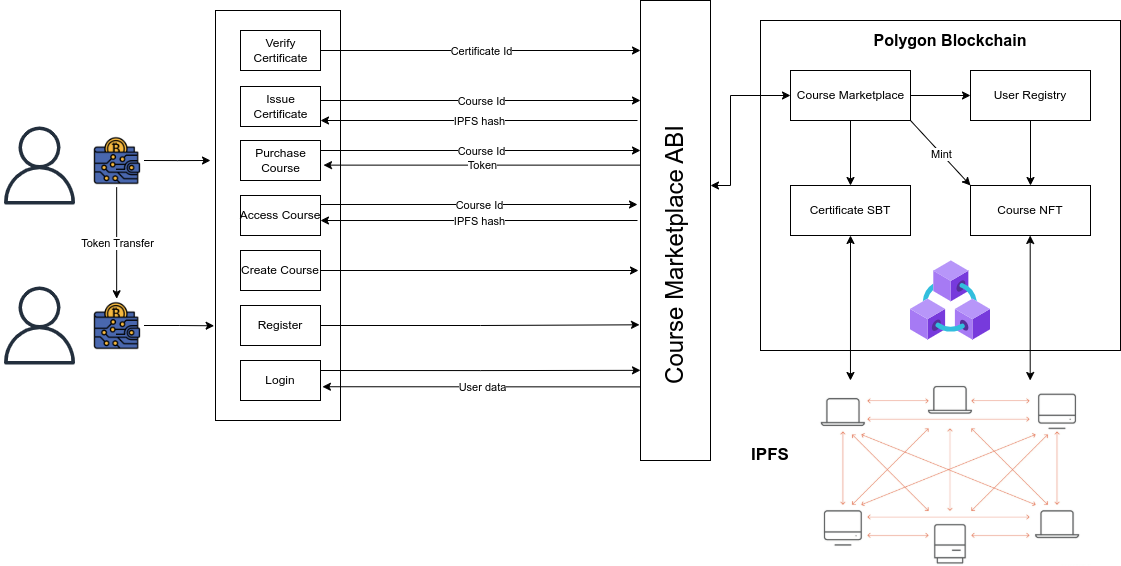 Polygon Blockchain
Verify
Certificate
Certificate Id
Issue
Certificate
Course Id
IPFS hash
Purchase
Course
Course Id
Token
Access Course
Course Id
IPFS hash
Create Course
Register
Login
User data
Token Transfer
Course Marketplace ABI
Course Marketplace
User Registry
Mint
Certificate SBT
Course NFT
IPFS